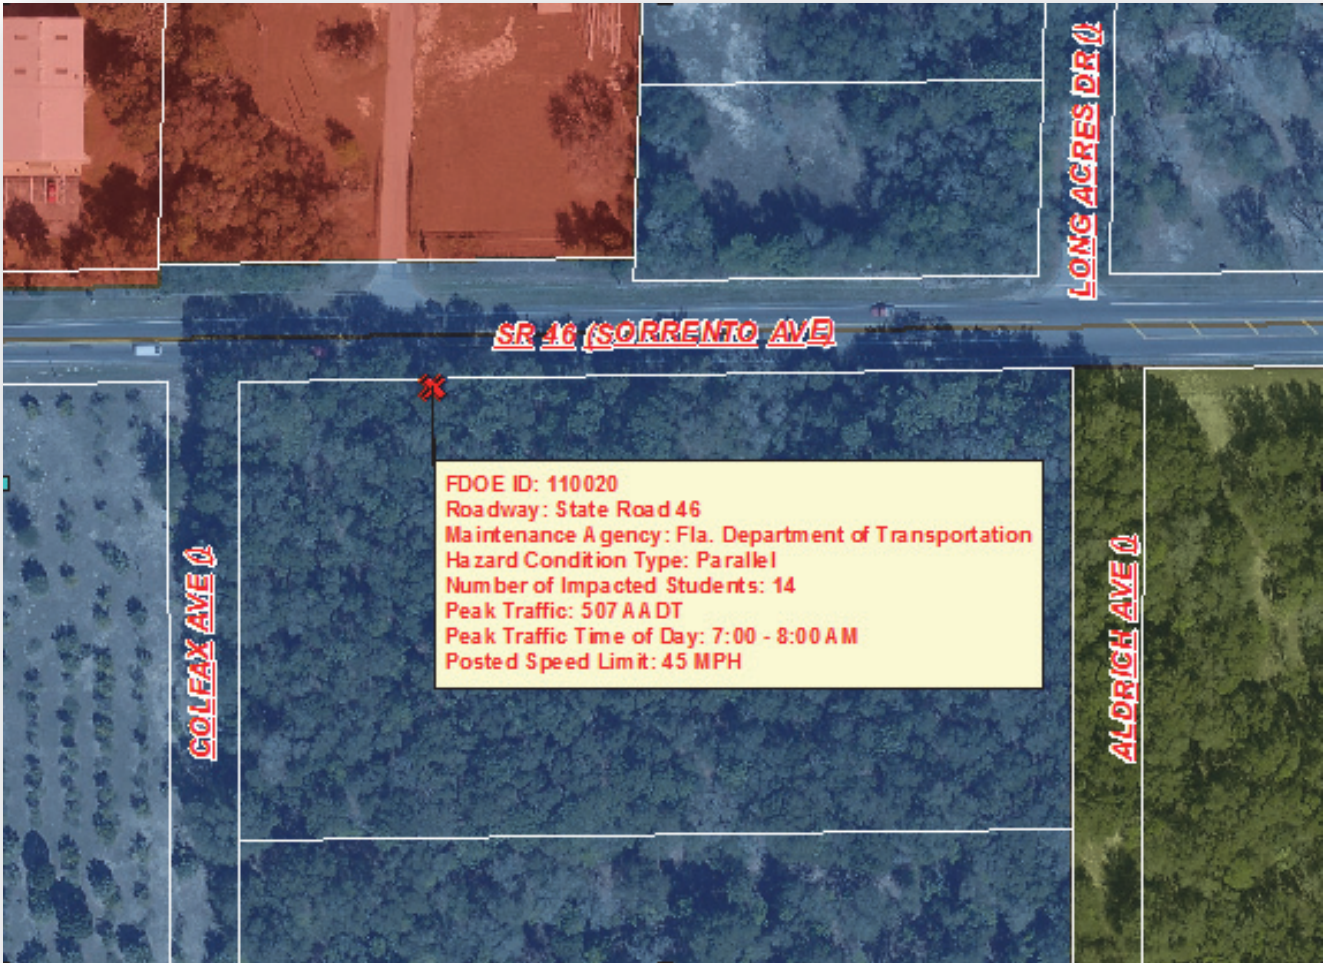 LONG ACRES DR ()
SR 46 (SORRENTO AVE)
FDOE ID: 110020
Roadway: State Road 46
Maintenance Agency: Fla. Department of Transportation
Hazard Condition Type: Parallel
Number of Impacted Students: 14
Peak Traffic: 507 AADT
Peak Traffic Time of Day: 7:00 - 8:00 AM
Posted Speed Limit: 45 MPH
COLFAX AVE ()
ALDRICH AVE ()